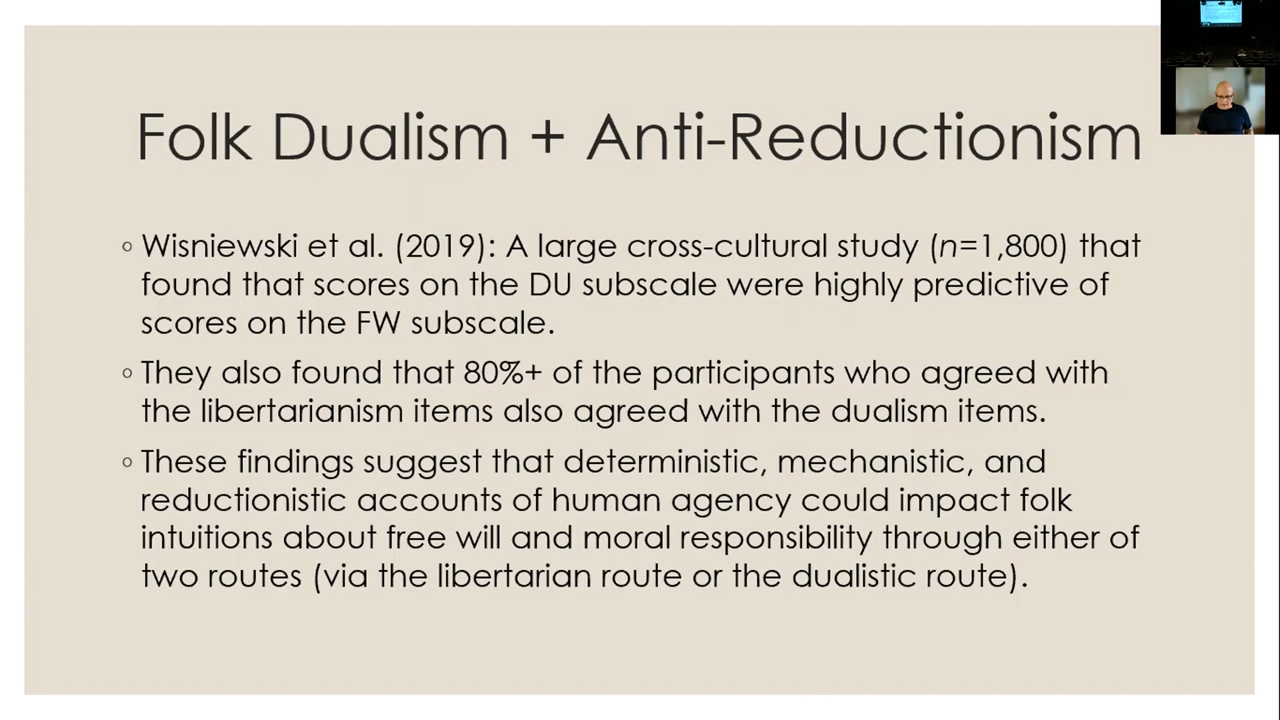 Folk Dualism + Anti-Reductionism
◦ Wisniewski et al. (2019): A large cross-cultural study (n=1,800) that
found that scores on the DU subscale were highly predictive of
scores on the FW subscale.
◦ They also found that 80%+ of the participants who agreed with
the libertarianism items also agreed with the dualism items.
◦ These findings suggest that deterministic, mechanistic, and
reductionistic accounts of human agency could impact folk
intuitions about free will and moral responsibility through either of
two routes (via the libertarian route or the dualistic route).